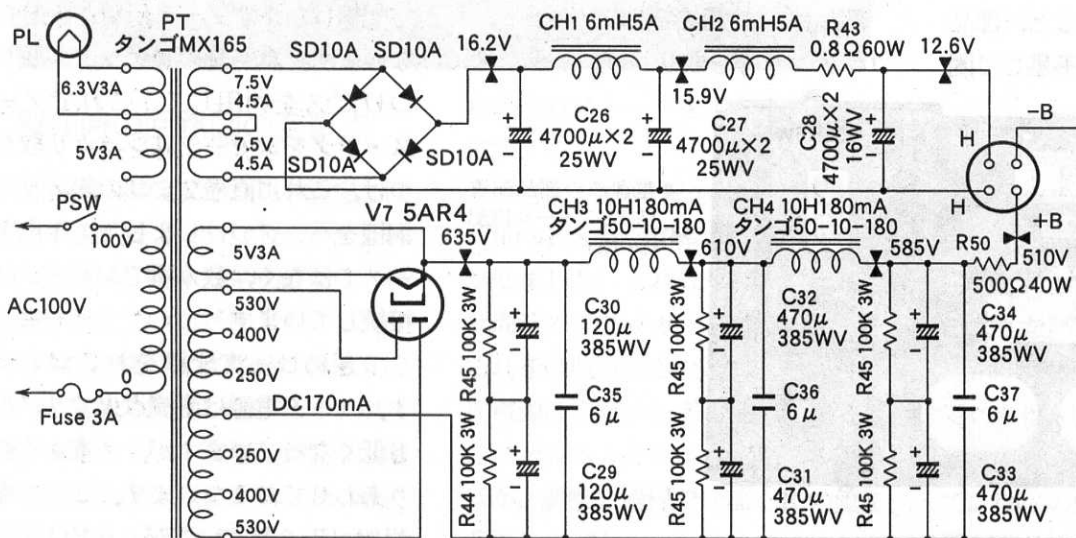 PL
PT
タンゴMX165
6.3V3A
5V3A
PSW
100V
AC100V
0
Fuse 3A
7.5V
4.5A
7.5V
4.5A
5V3A
530V
400V
250V
DC170mA
250V
400V
530V
SD10A
SD10A
SD10A
SD10A
16.2V
CH1 6mH5A
CH2 6mH5A
R43
0.8Ω60W
12.6V
15.9V
+
−
C26
4700μ×2
25WV
+
−
C27
4700μ×2
25WV
C28
4700μ×2
16WV
+
−
H
−B
H
+B
V7 5AR4
635V
CH3 10H180mA
タンゴ50-10-180
610V
CH4 10H180mA
タンゴ50-10-180
585V
R50
500Ω40W
510V
R45 100K 3W
+
−
C30
120μ
385WV
C35
6μ
R44 100K 3W
+
−
C29
120μ
385WV
R45 100K 3W
+
−
C32
470μ
385WV
C36
6μ
R45 100K 3W
+
−
C31
470μ
385WV
R45 100K 3W
+
−
C34
470μ
385WV
C37
6μ
R45 100K 3W
+
−
C33
470μ
385WV